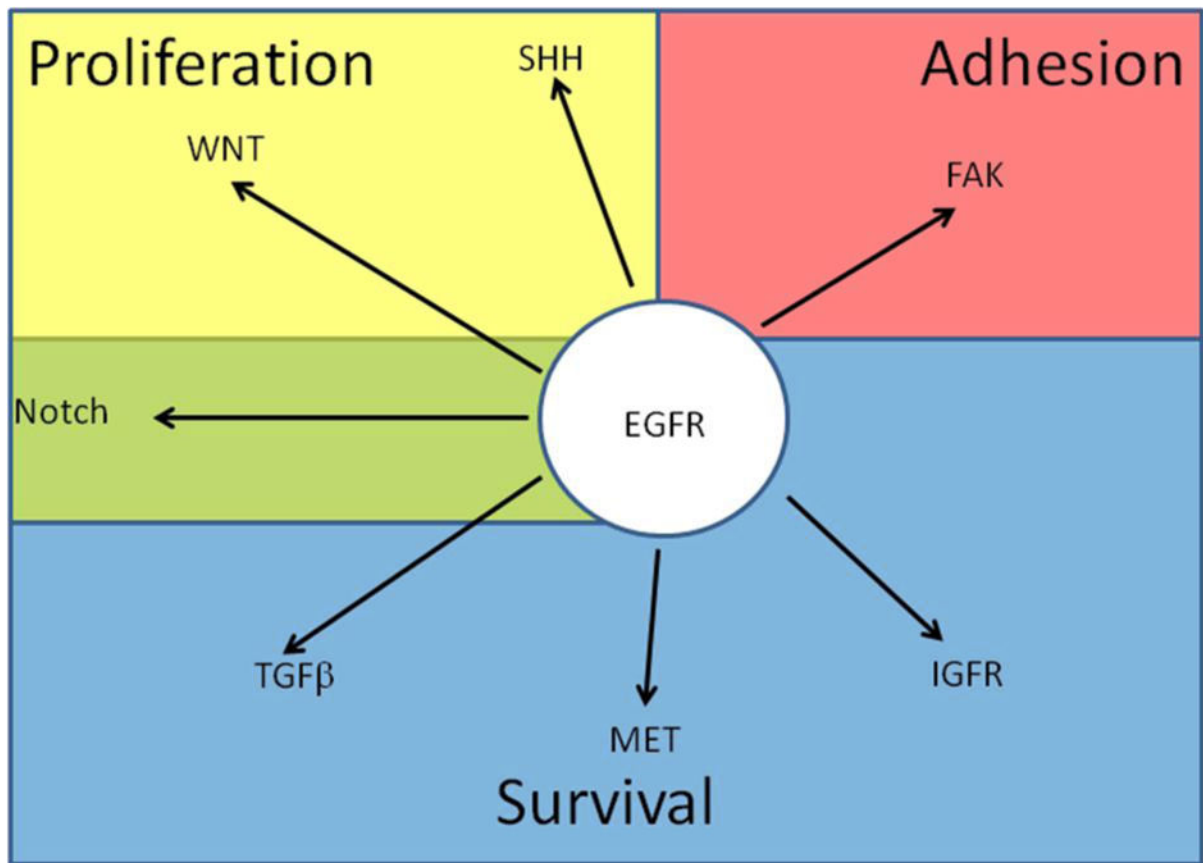 Proliferation
SHH
Adhesion
WNT
FAK
Notch
EGFR
TGFβ
IGFR
MET
Survival